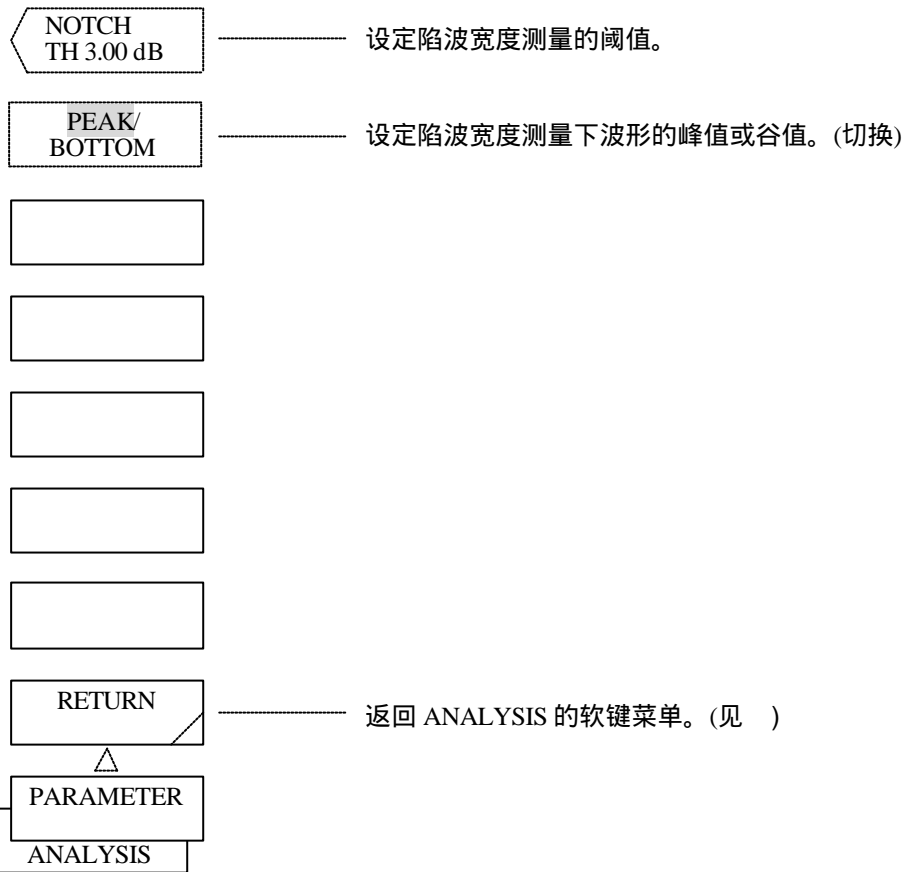 NOTCH
TH 3.00 dB
设定陷波宽度测量的阈值。
PEAK/
BOTTOM
设定陷波宽度测量下波形的峰值或谷值。(切换)
RETURN
返回 ANALYSIS 的软键菜单。(见 )
PARAMETER
ANALYSIS